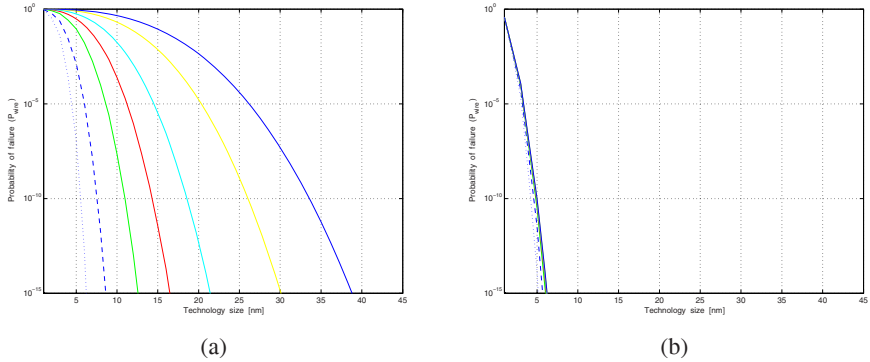 10^0
10^-5
10^-10
10^-15
Probability of failure (P_wire)
5 10 15 20 25 30 35 40 45
Technology size [nm]
(a)
10^0
10^-5
10^-10
10^-15
Probability of failure (P_wire)
5 10 15 20 25 30 35 40 45
Technology size [nm]
(b)